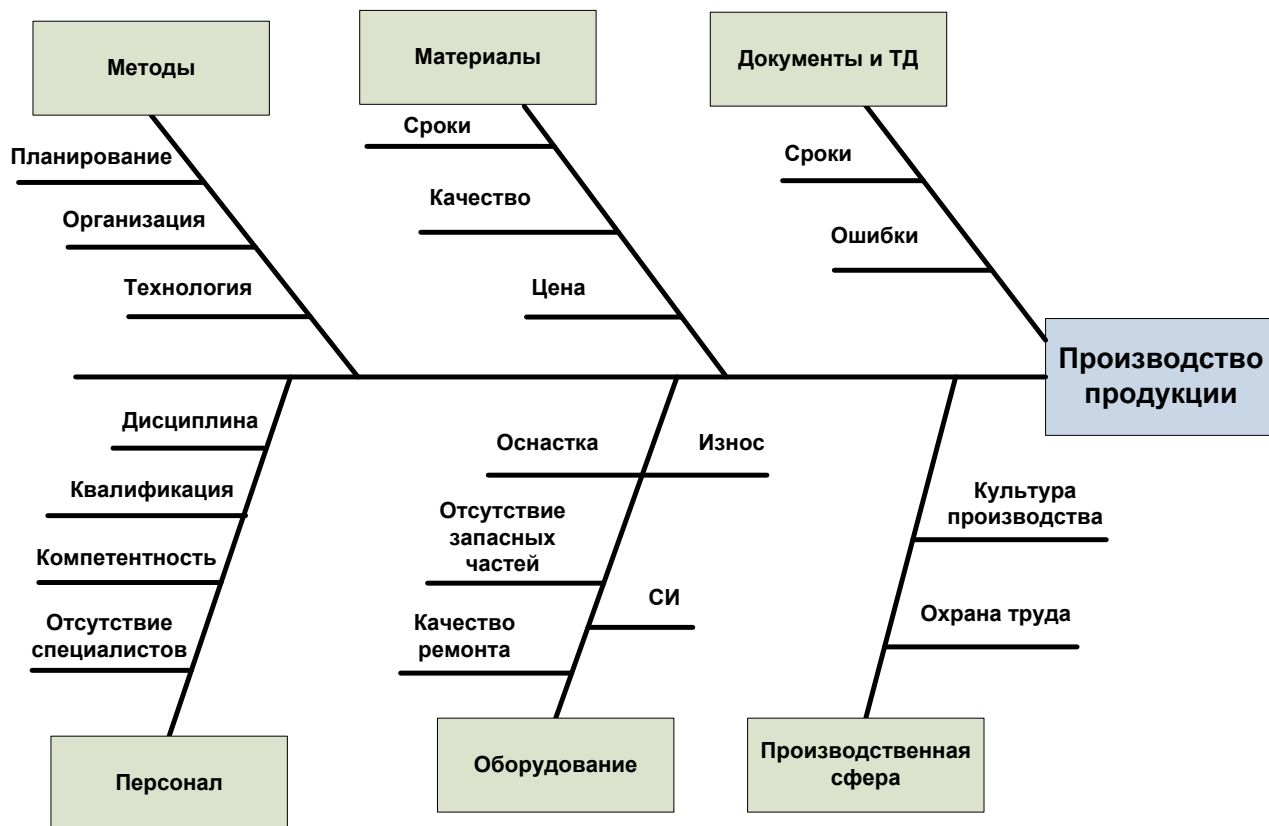 Методы
Материалы
Документы и ТД
Планирование
Организация
Технология
Сроки
Качество
Цена
Сроки
Ошибки
Производство
продукции
Дисциплина
Квалификация
Компетентность
Отсутствие
специалистов
Оснастка
Износ
Отсутствие
запасных
частей
СИ
Качество
ремонта
Культура
производства
Охрана труда
Персонал
Оборудование
Производственная
сфера